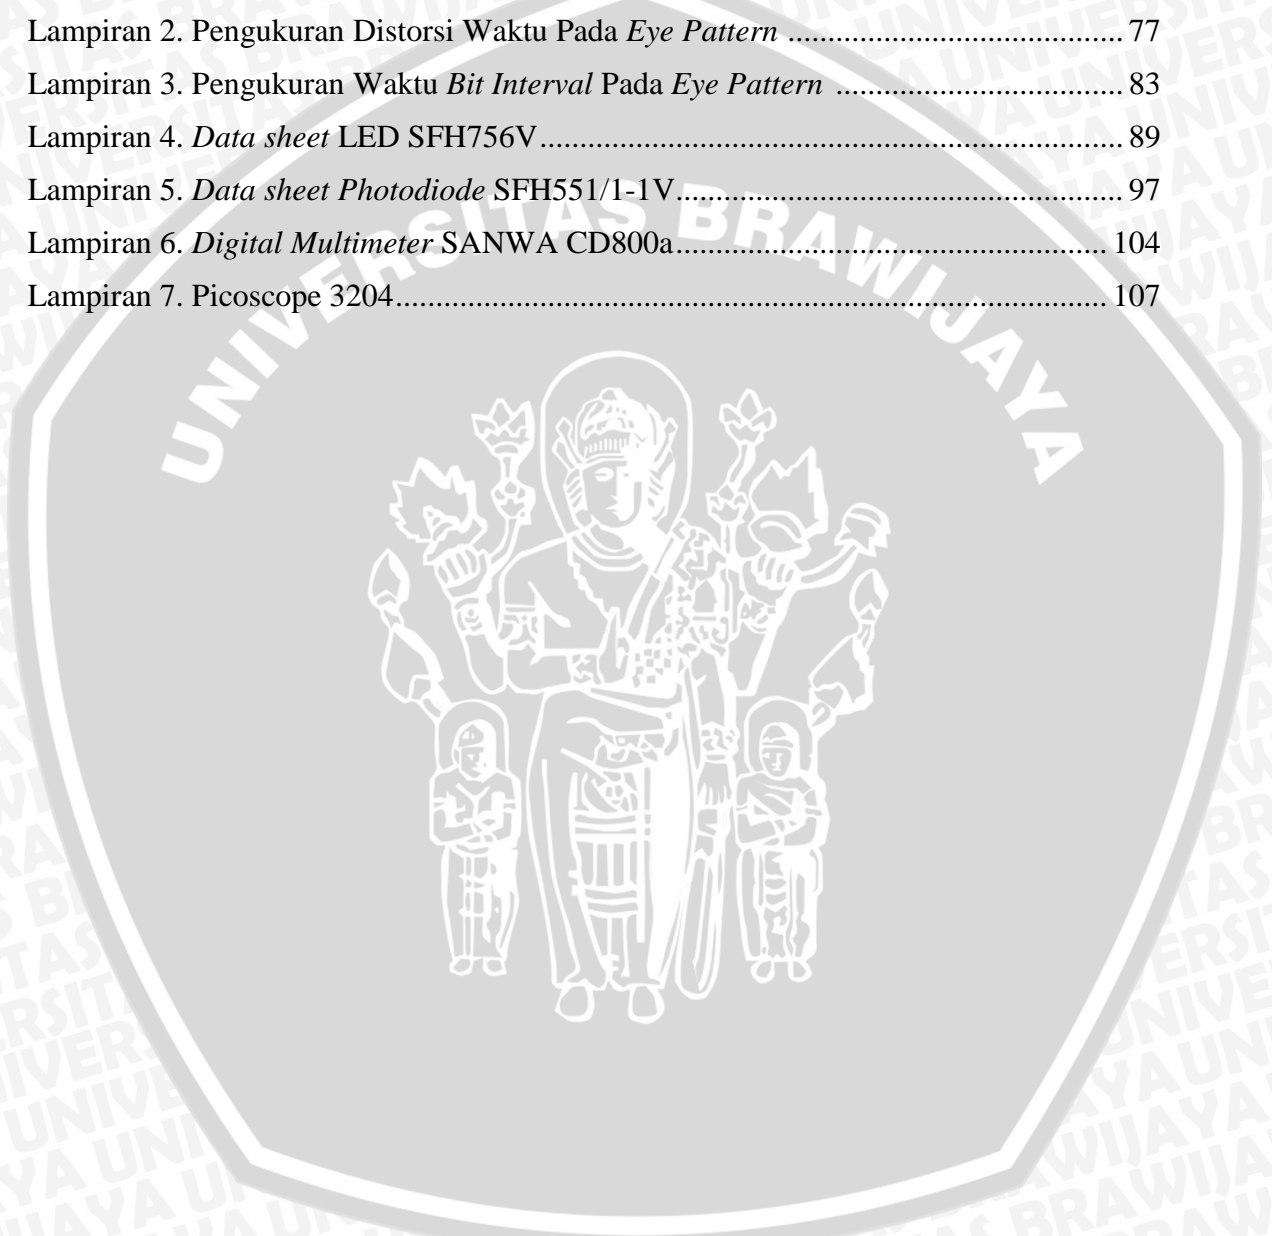 Lampiran 2. Pengukuran Distorsi Waktu Pada Eye Pattern ........................................ 77
Lampiran 3. Pengukuran Waktu Bit Interval Pada Eye Pattern .................................. 83
Lampiran 4. Data sheet LED SFH756V........................................................................ 89
Lampiran 5. Data sheet Photodiode SFH551/1-1V....................................................... 97
Lampiran 6. Digital Multimeter SANWA CD800a..................................................... 104
Lampiran 7. Picoscope 3204........................................................................................ 107
UNIVERSITAS BRAWIJAYA